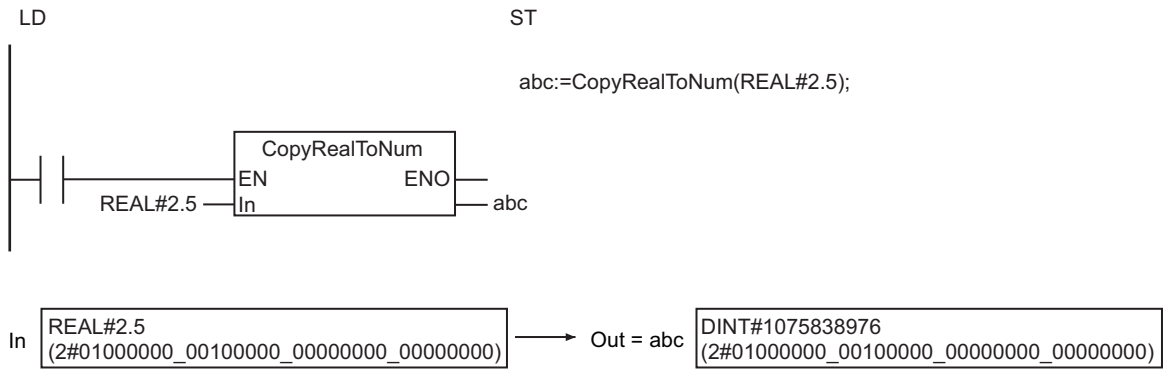 LD
ST
abc:=CopyRealToNum(REAL#2.5);
CopyRealToNum
EN ENO
REAL#2.5 In abc
In REAL#2.5 (2#01000000_00100000_00000000_00000000) Out = abc DINT#1075838976 (2#01000000_00100000_00000000_00000000)